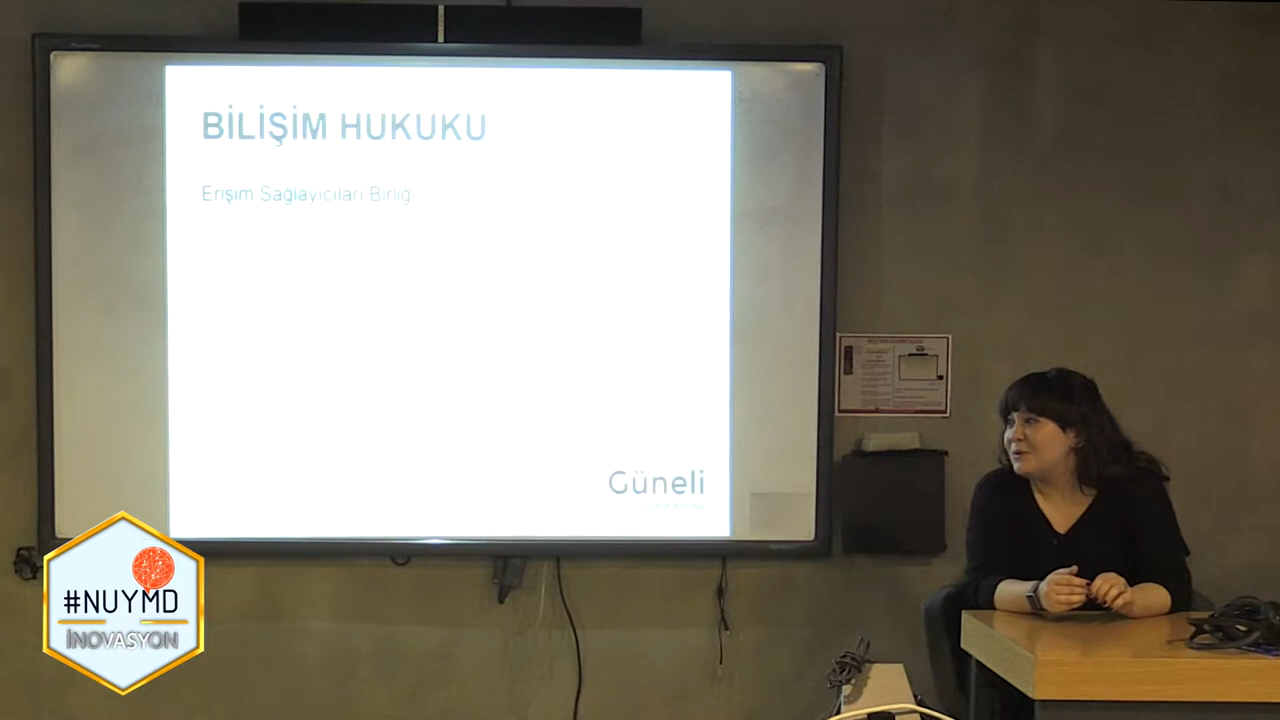 BİLİŞİM HUKUKU
Erişim Sağlayıcıları Birliği
Güneli
#NUYMD
İNOVASYON